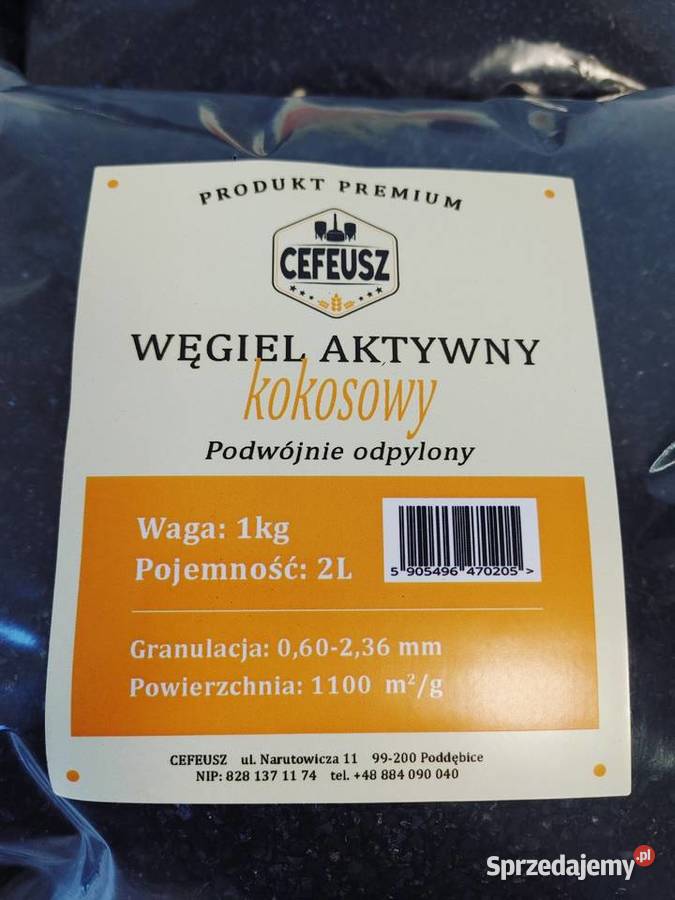 PRODUKT PREMIUM
CEFEUSZ
WĘGIEL AKTYWNY
kokosowy
Podwójnie odpylony
Waga: 1kg
Pojemność: 2L
5 905496 470205 >
Granulacja: 0,60-2,36 mm
Powierzchnia: 1100 m²/g
CEFEUSZ ul. Narutowicza 11 99-200 Poddębice
NIP: 828 137 11 74 tel. +48 884 090 040
Sprzedajemy.pl